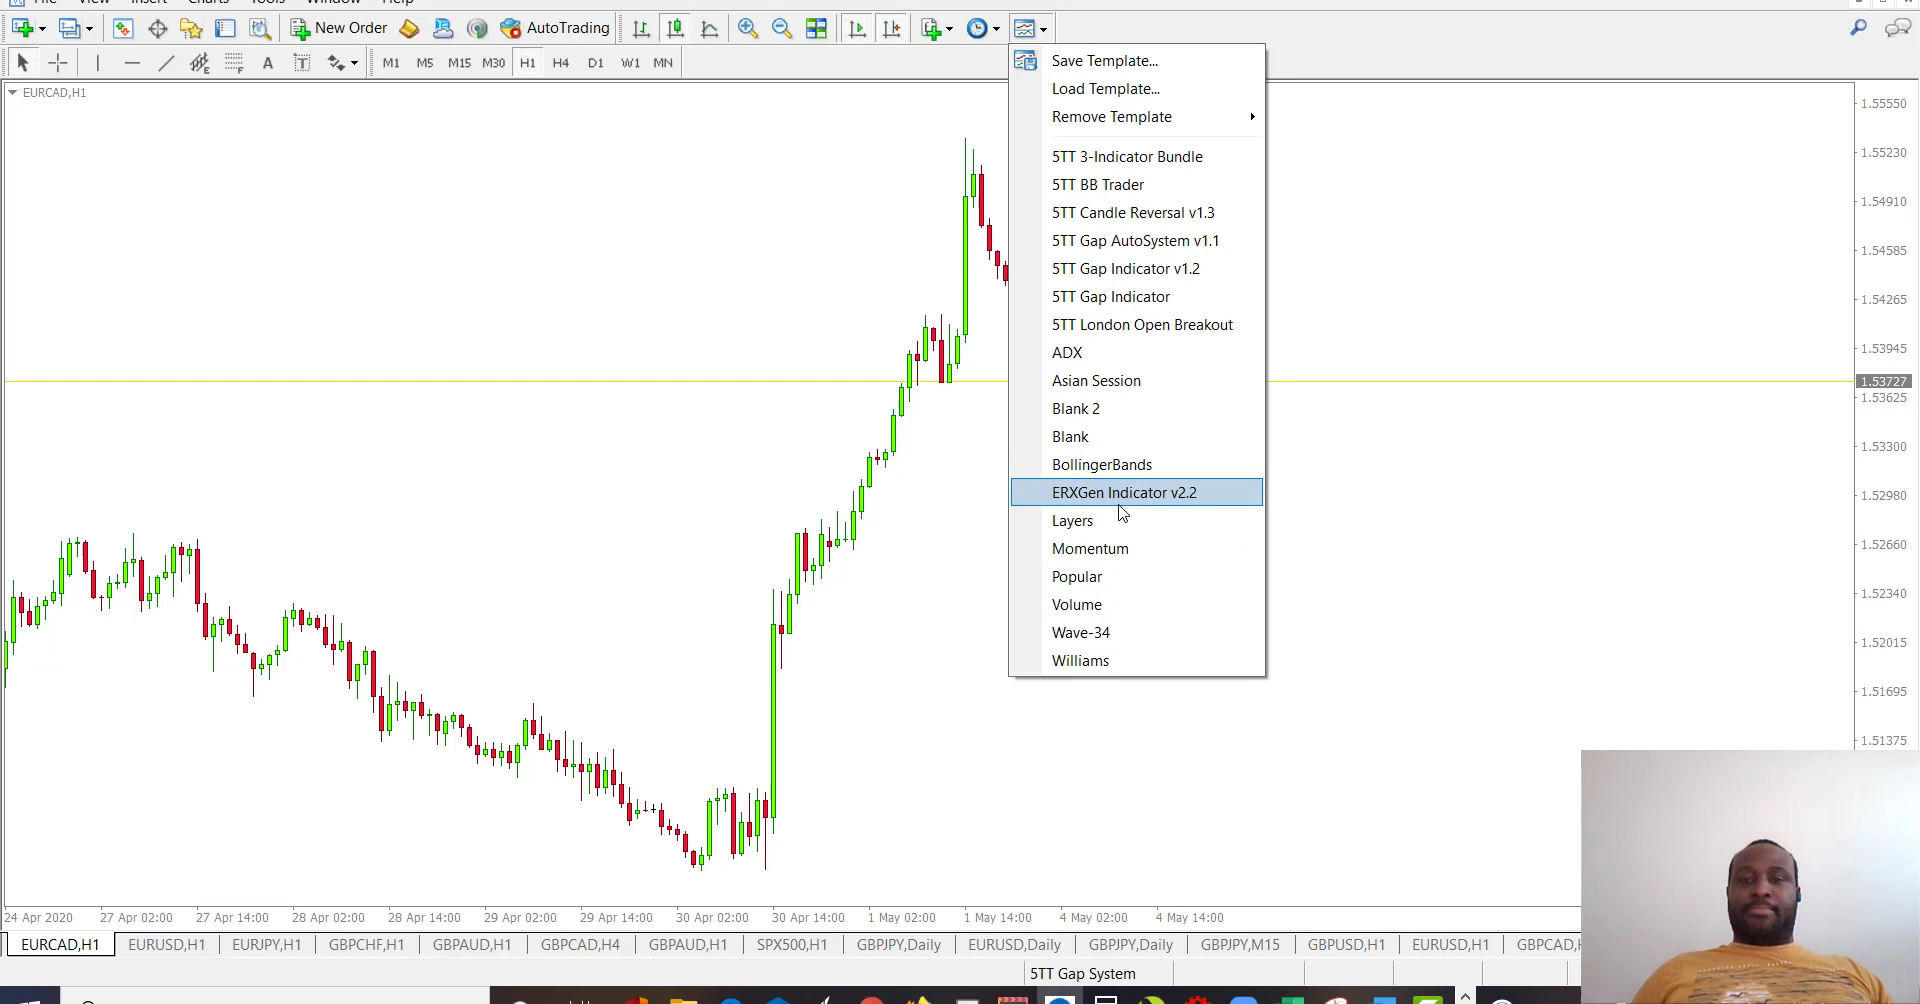 File View Insert Charts Tools Window Help
New Order AutoTrading
A T M1 M5 M15 M30 H1 H4 D1 W1 MN
EURCAD,H1
Save Template...
Load Template...
Remove Template
5TT 3-Indicator Bundle
5TT BB Trader
5TT Candle Reversal v1.3
5TT Gap AutoSystem v1.1
5TT Gap Indicator v1.2
5TT Gap Indicator
5TT London Open Breakout
ADX
Asian Session
Blank 2
Blank
BollingerBands
ERXGen Indicator v2.2
Layers
Momentum
Popular
Volume
Wave-34
Williams
1.55550
1.55230
1.54910
1.54585
1.54265
1.53945
1.53727
1.53625
1.53300
1.52980
1.52660
1.52340
1.52015
1.51695
1.51375
24 Apr 2020 27 Apr 02:00 27 Apr 14:00 28 Apr 02:00 28 Apr 14:00 29 Apr 02:00 29 Apr 14:00 30 Apr 02:00 30 Apr 14:00 1 May 02:00 1 May 14:00 4 May 02:00 4 May 14:00
EURCAD,H1 EURUSD,H1 EURJPY,H1 GBPCHF,H1 GBPAUD,H1 GBPCAD,H4 GBPAUD,H1 SPX500,H1 GBPJPY,Daily EURUSD,Daily GBPJPY,Daily GBPJPY,M15 GBPUSD,H1 EURUSD,H1 GBPCAD,H
5TT Gap System